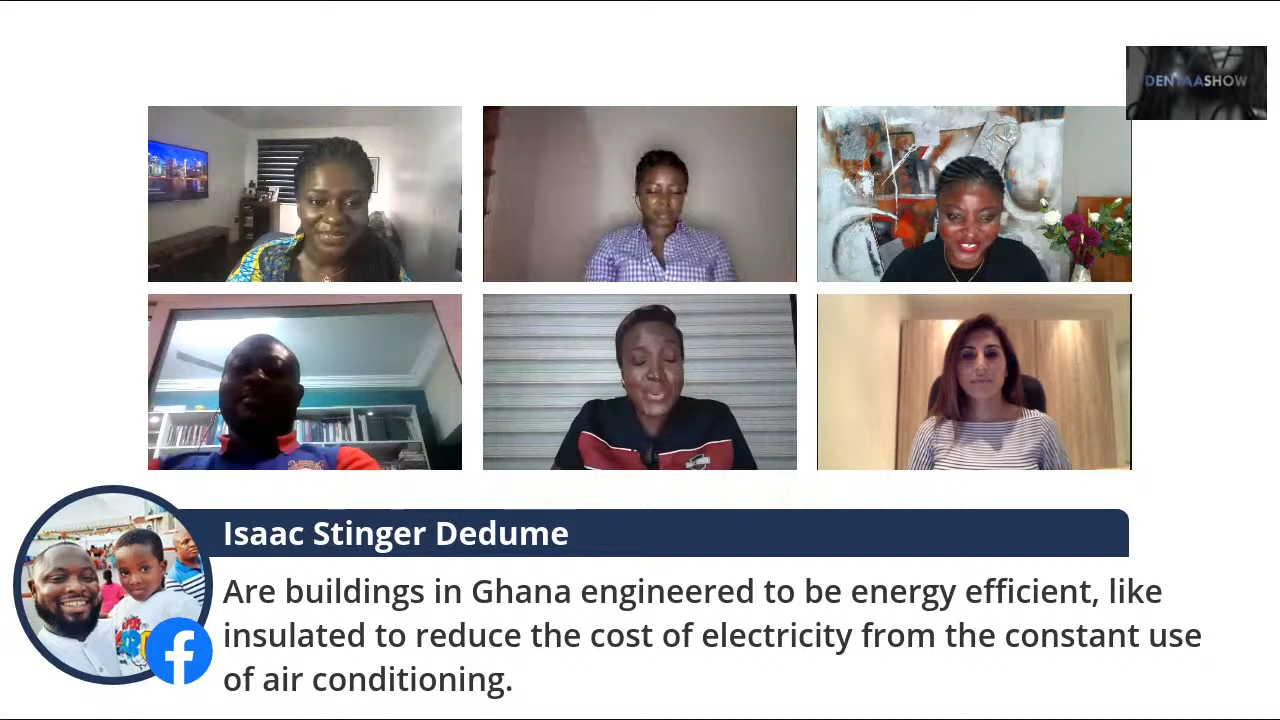 DENTAASHOW
Isaac Stinger Dedume
Are buildings in Ghana engineered to be energy efficient, like
insulated to reduce the cost of electricity from the constant use
of air conditioning.